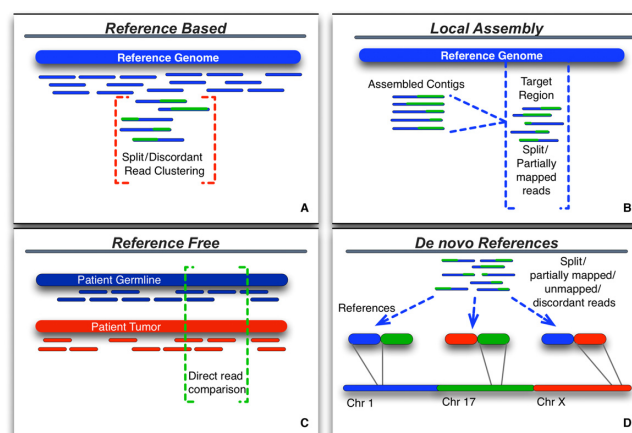 Reference Based
Reference Genome
Split/Discordant
Read Clustering
A
Local Assembly
Reference Genome
Assembled Contigs
Target
Region
Split/
Partially
mapped
reads
B
Reference Free
Patient Germline
Patient Tumor
Direct read
comparison
C
De novo References
Split/
partially mapped/
unmapped/
discordant reads
References
Chr 1
Chr 17
Chr X
D